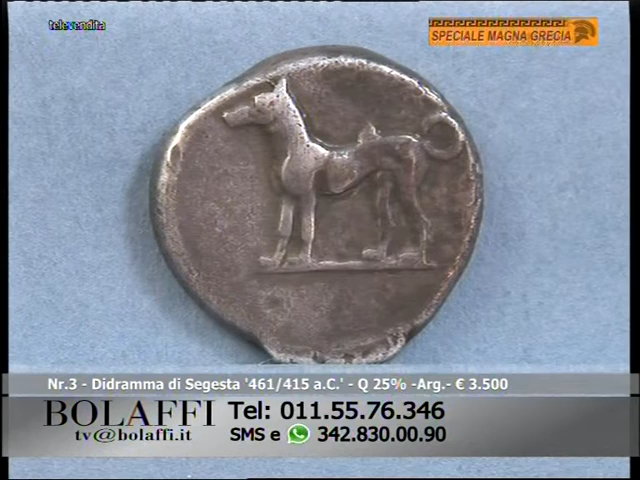 televendita
SPECIALE MAGNA GRECIA
Nr.3 - Didramma di Segesta '461/415 a.C.' - Q 25% -Arg.- € 3.500
BOLAFFI
tv@bolaffi.it
Tel: 011.55.76.346
SMS e 342.830.00.90